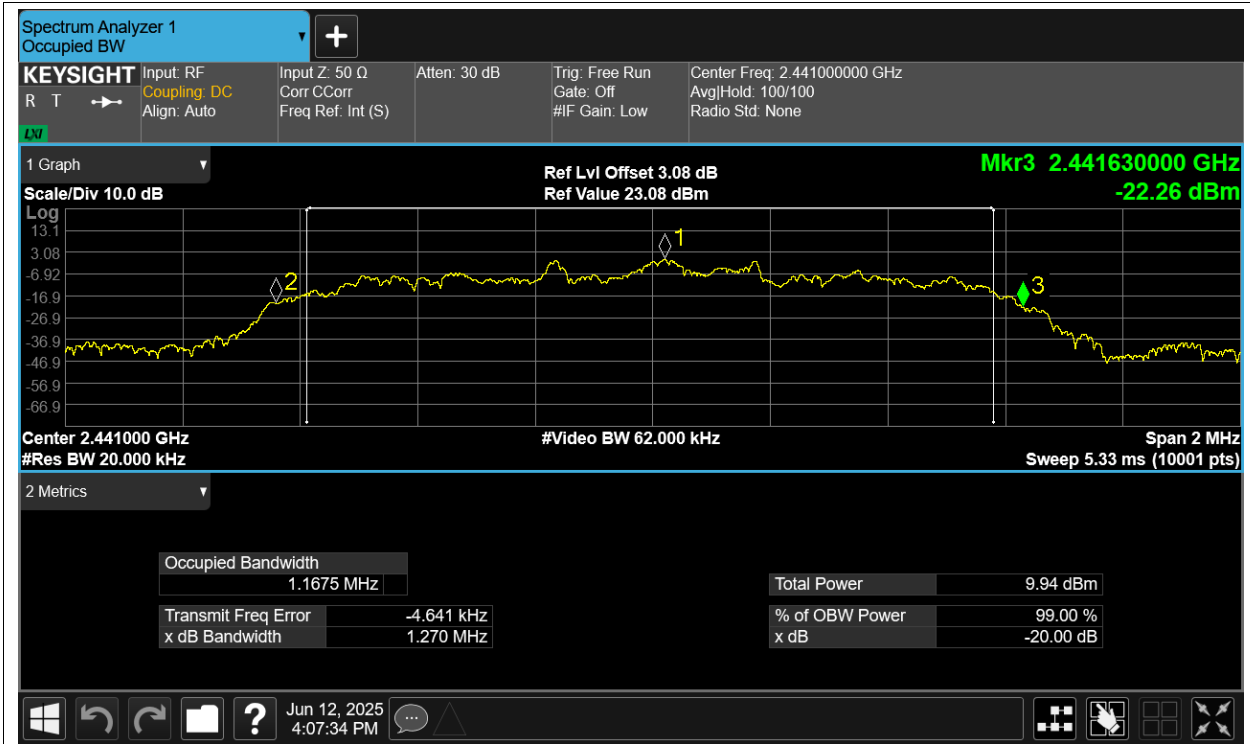 Spectrum Analyzer 1
Occupied BW
KEYSIGHT
R T
LXI
Input: RF
Coupling: DC
Align: Auto
Input Z: 50 Ω
Corr CCorr
Freq Ref: Int (S)
Atten: 30 dB
Trig: Free Run
Gate: Off
#IF Gain: Low
Center Freq: 2.441000000 GHz
Avg|Hold: 100/100
Radio Std: None
1 Graph
Scale/Div 10.0 dB
Ref Lvl Offset 3.08 dB
Ref Value 23.08 dBm
Mkr3 2.441630000 GHz
-22.26 dBm
Log
13.1
3.08
-6.92
-16.9
-26.9
-36.9
-46.9
-56.9
-66.9
1
2
3
Center 2.441000 GHz
#Res BW 20.000 kHz
#Video BW 62.000 kHz
Span 2 MHz
Sweep 5.33 ms (10001 pts)
2 Metrics
Occupied Bandwidth
1.1675 MHz
Transmit Freq Error -4.641 kHz
x dB Bandwidth 1.270 MHz
Total Power 9.94 dBm
% of OBW Power 99.00 %
x dB -20.00 dB
?
Jun 12, 2025
4:07:34 PM